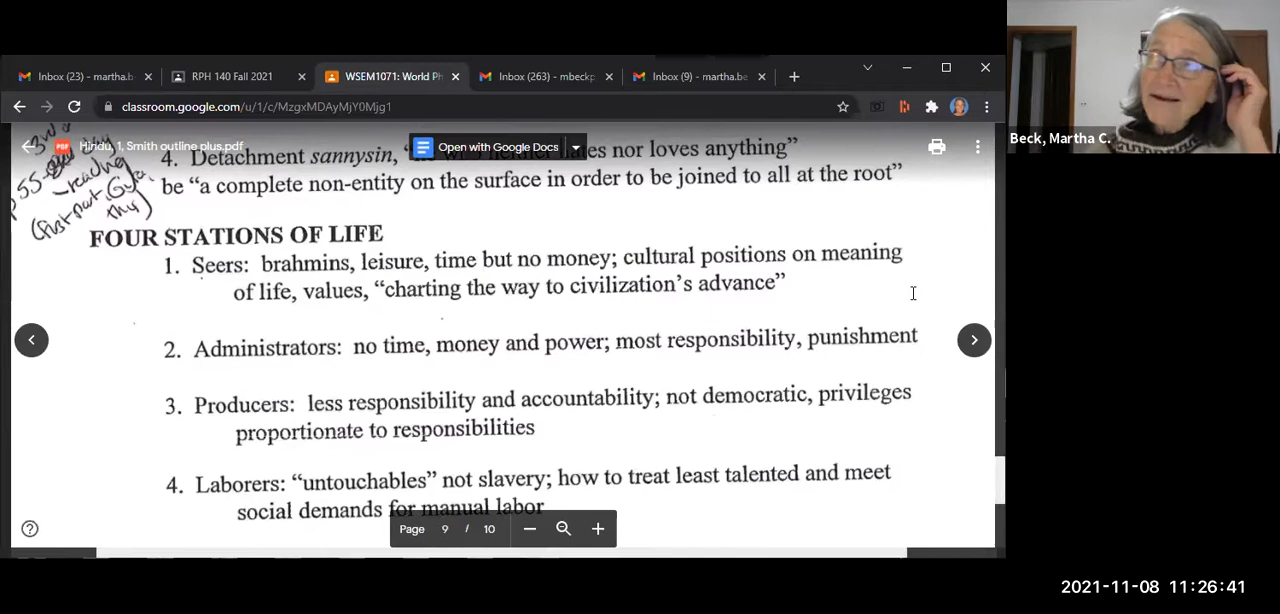 Inbox (23) - martha.b
RPH 140 Fall 2021
WSEM1071: World Ph
Inbox (263) - mbeckp
Inbox (9) - martha.be
classroom.google.com/u/1/c/MzgxMDAyMjY0Mjg1
Beck, Martha C.
Hindu, 1, Smith outline plus.pdf
Open with Google Docs
3rd
p 55
reading
(first part,
4. Detachment sannysin, nor loves anything”
be “a complete non-entity on the surface in order to be joined to all at the root”
FOUR STATIONS OF LIFE
1. Seers: brahmins, leisure, time but no money; cultural positions on meaning
of life, values, “charting the way to civilization’s advance”
2. Administrators: no time, money and power; most responsibility, punishment
3. Producers: less responsibility and accountability; not democratic, privileges
proportionate to responsibilities
4. Laborers: “untouchables” not slavery; how to treat least talented and meet
social demands for manual labor
Page 9 / 10
2021-11-08 11:26:41